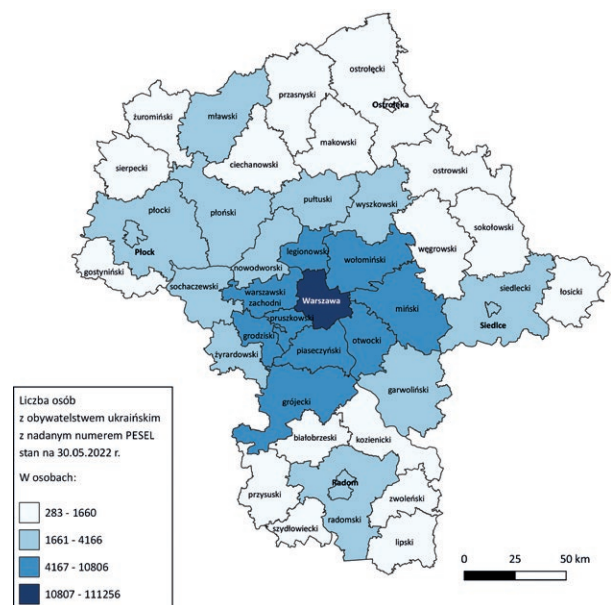 ostrołęcki
przasnyski
Ostrołęka
żuromiński
mławski
makowski
ciechanowski
sierpecki
ostrowski
pułtuski
wyszkowski
płocki
płoński
sokołowski
węgrowski
Płock
legionowski
wołomiński
gostyniński
nowodworski
siedlecki
sochaczewski
warszawski
zachodni
Warszawa
miński
łosicki
Siedlce
pruszkowski
grodziski
otwocki
piaseczyński
żyrardowski
garwoliński
grójecki
białobrzeski
kozienicki
Radom
przysuski
zwoleński
radomski
szydłowiecki
lipski
Liczba osób
z obywatelstwem ukraińskim
z nadanym numerem PESEL
stan na 30.05.2022 r.
W osobach:
283 - 1660
1661 - 4166
4167 - 10806
10807 - 111256
0 25 50 km